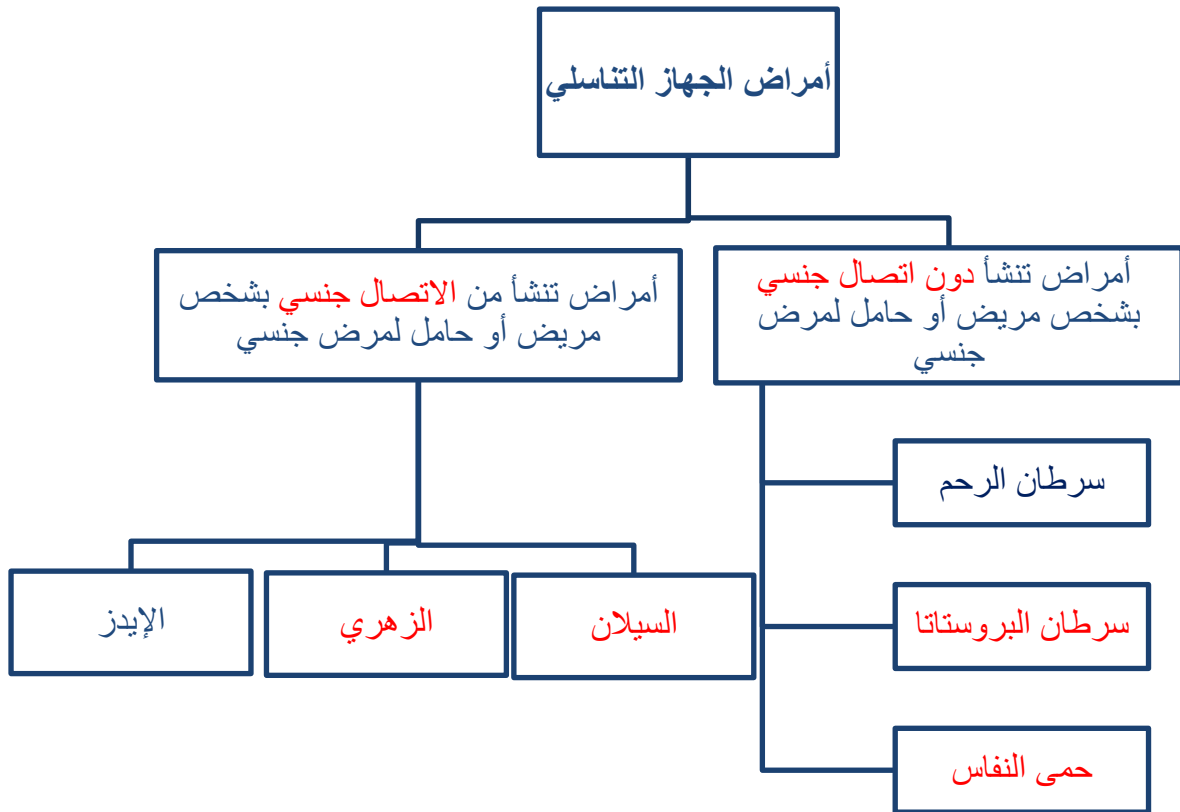 أمراض الجهاز التناسلي
أمراض تنشأ دون اتصال جنسي
بشخص مريض أو حامل لمرض
جنسي
أمراض تنشأ من الاتصال جنسي بشخص
مريض أو حامل لمرض جنسي
سرطان الرحم
سرطان البروستاتا
حمى النفاس
السيلان
الزهري
الإيدز